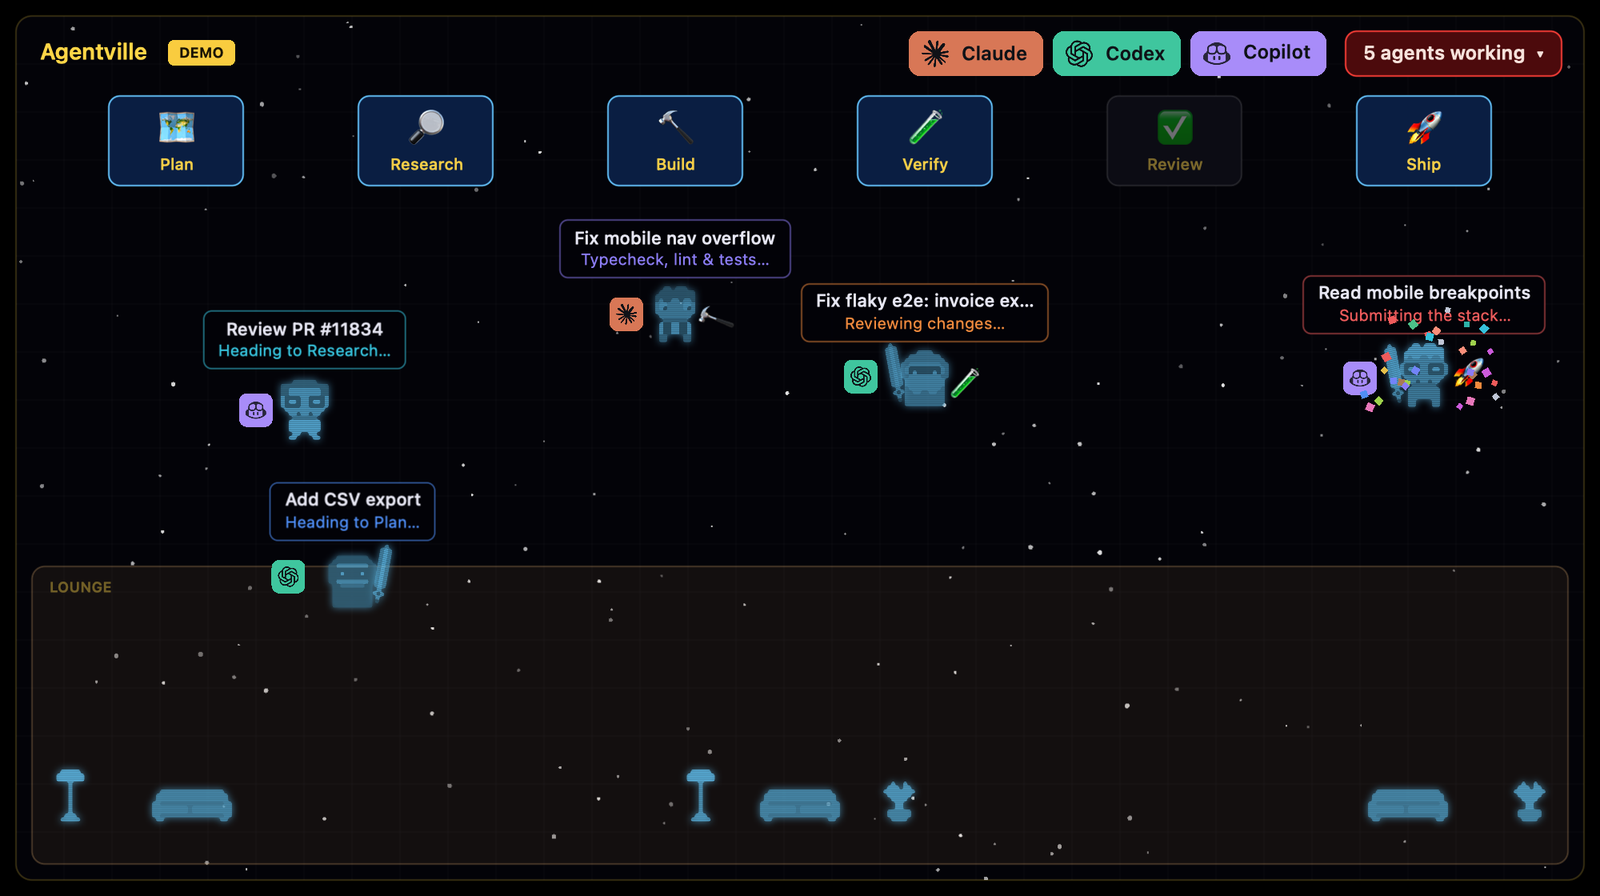 Agentville
DEMO
Claude
Codex
Copilot
5 agents working
Plan
Research
Build
Verify
Review
Ship
Fix mobile nav overflow
Typecheck, lint & tests...
Read mobile breakpoints
Submitting the stack...
Fix flaky e2e: invoice ex...
Reviewing changes...
Review PR #11834
Heading to Research...
Add CSV export
Heading to Plan...
LOUNGE